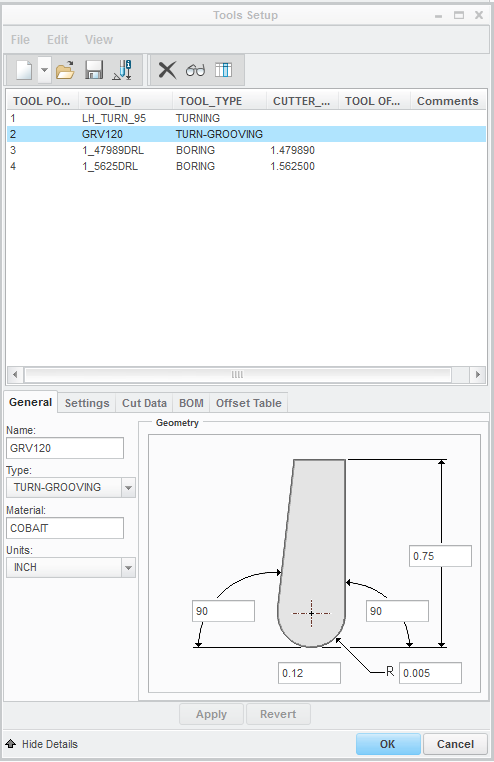 Tools Setup
File Edit View
TOOL PO... TOOL_ID TOOL_TYPE CUTTER_... TOOL OF... Comments
1 LH_TURN_95 TURNING
2 GRV120 TURN-GROOVING
3 1_47989DRL BORING 1.479890
4 1_5625DRL BORING 1.562500
General Settings Cut Data BOM Offset Table
Name:
GRV120
Type:
TURN-GROOVING
Material:
COBAIT
Units:
INCH
Geometry
0.75
90 90
0.12 R 0.005
Apply Revert
Hide Details OK Cancel